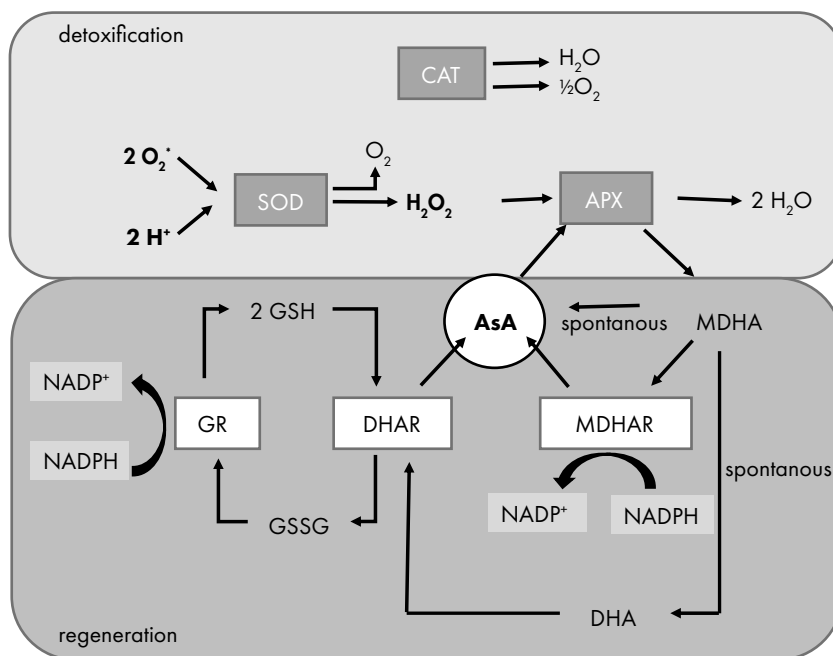 detoxification
CAT
H₂O
½O₂
2 O₂⁺
2 H⁺
SOD
O₂
H₂O₂
APX
2 H₂O
AsA
spontanous
MDHA
2 GSH
NADP⁺
NADPH
GR
DHAR
MDHAR
GSSG
NADP⁺
NADPH
spontanous
DHA
regeneration